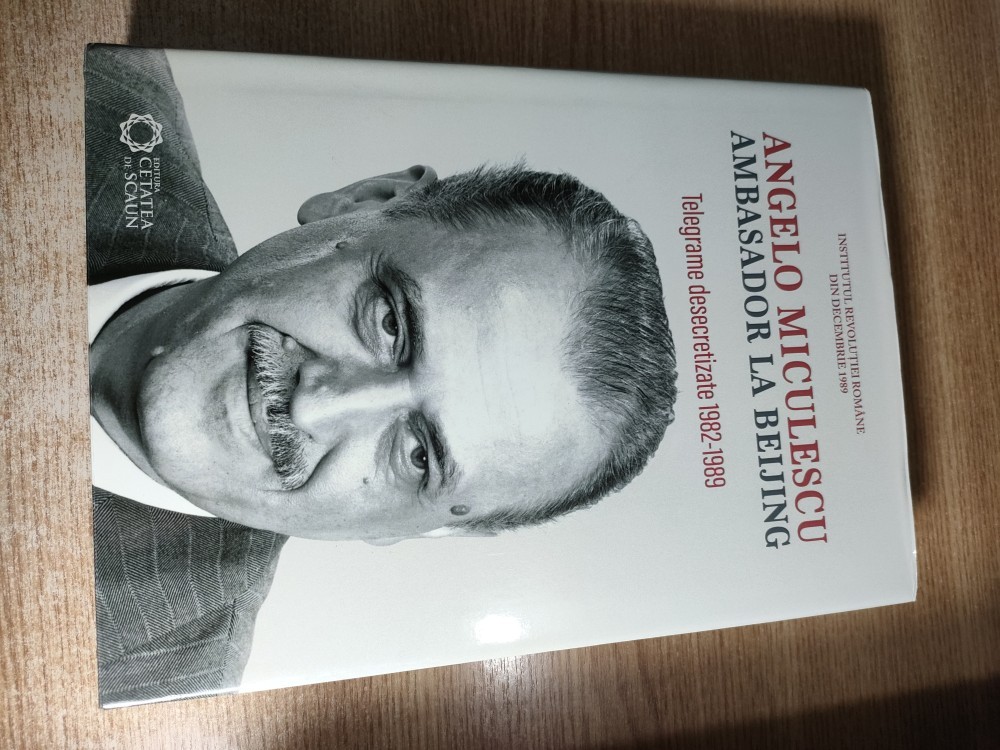 INSTITUTUL REVOLUȚIEI ROMÂNE
DIN DECEMBRIE 1989
ANGELO MICULESCU
AMBASADOR LA BEIJING
Telegrame desecretizate 1982-1989
EDITURA
CETATEA
DE SCAUN